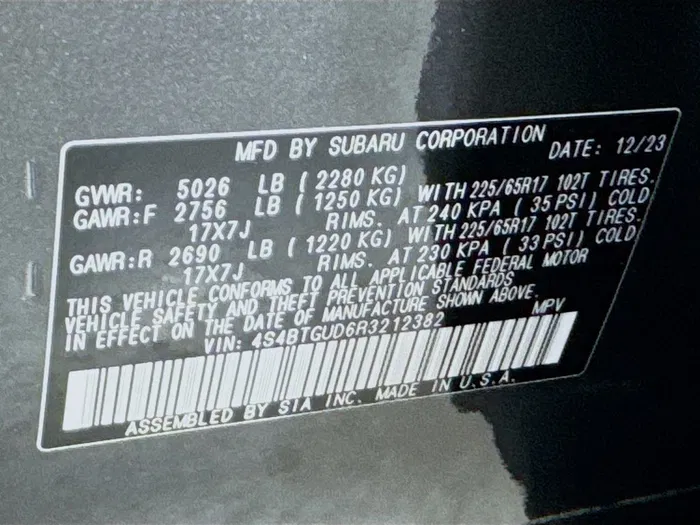 MFD BY SUBARU CORPORATION DATE: 12/23
GVWR: 5026 LB ( 2280 KG)
GAWR:F 2756 LB ( 1250 KG) WITH 225/65R17 102T TIRES.
17X7J RIMS. AT 240 KPA ( 35 PSI) COLD
GAWR:R 2690 LB ( 1220 KG) WITH 225/65R17 102T TIRES.
17X7J RIMS. AT 230 KPA ( 33 PSI) COLD
THIS VEHICLE CONFORMS TO ALL APPLICABLE FEDERAL MOTOR
VEHICLE SAFETY AND THEFT PREVENTION STANDARDS
IN EFFECT ON THE DATE OF MANUFACTURE SHOWN ABOVE.
VIN: 4S4BTGUD6R3212382 MPV
ASSEMBLED BY SIA INC. MADE IN U.S.A.